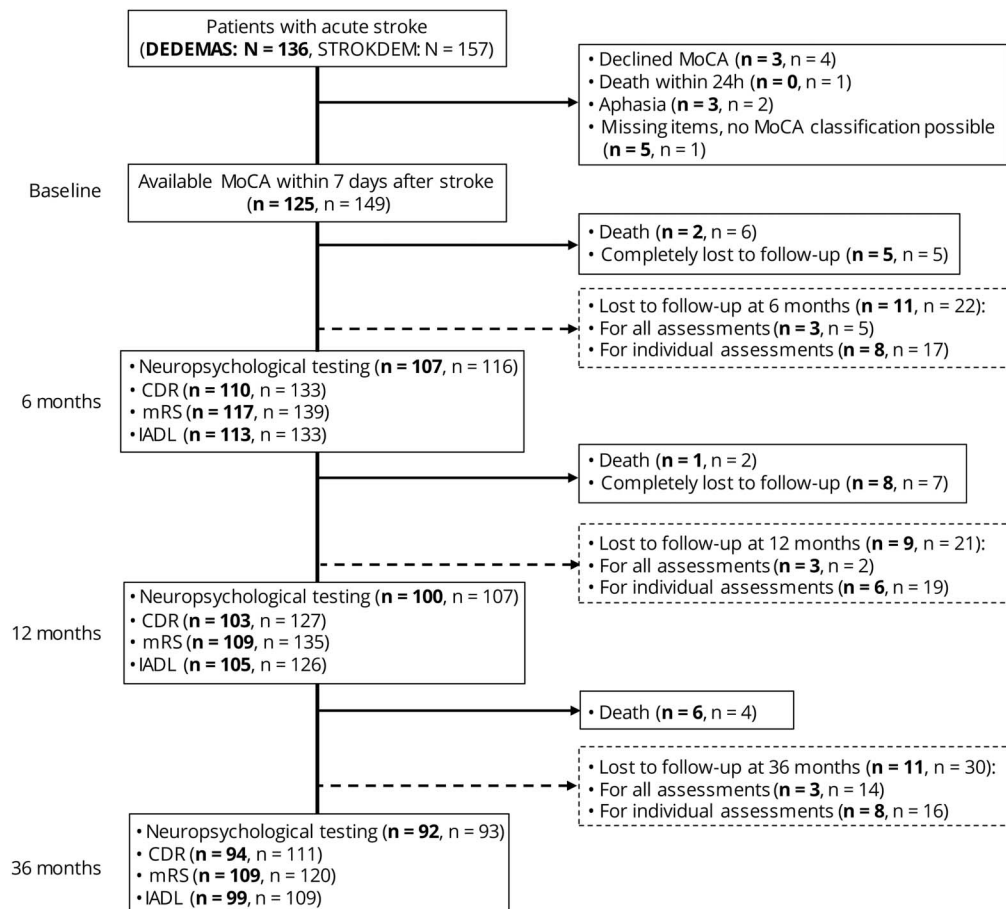 Patients with acute stroke
(DEDEMAS: N = 136, STROKDEM: N = 157)
• Declined MoCA (n = 3, n = 4)
• Death within 24h (n = 0, n = 1)
• Aphasia (n = 3, n = 2)
• Missing items, no MoCA classification possible
(n = 5, n = 1)
Baseline
Available MoCA within 7 days after stroke
(n = 125, n = 149)
• Death (n = 2, n = 6)
• Completely lost to follow-up (n = 5, n = 5)
• Lost to follow-up at 6 months (n = 11, n = 22):
• For all assessments (n = 3, n = 5)
• For individual assessments (n = 8, n = 17)
6 months
• Neuropsychological testing (n = 107, n = 116)
• CDR (n = 110, n = 133)
• mRS (n = 117, n = 139)
• IADL (n = 113, n = 133)
• Death (n = 1, n = 2)
• Completely lost to follow-up (n = 8, n = 7)
• Lost to follow-up at 12 months (n = 9, n = 21):
• For all assessments (n = 3, n = 2)
• For individual assessments (n = 6, n = 19)
12 months
• Neuropsychological testing (n = 100, n = 107)
• CDR (n = 103, n = 127)
• mRS (n = 109, n = 135)
• IADL (n = 105, n = 126)
• Death (n = 6, n = 4)
• Lost to follow-up at 36 months (n = 11, n = 30):
• For all assessments (n = 3, n = 14)
• For individual assessments (n = 8, n = 16)
36 months
• Neuropsychological testing (n = 92, n = 93)
• CDR (n = 94, n = 111)
• mRS (n = 109, n = 120)
• IADL (n = 99, n = 109)